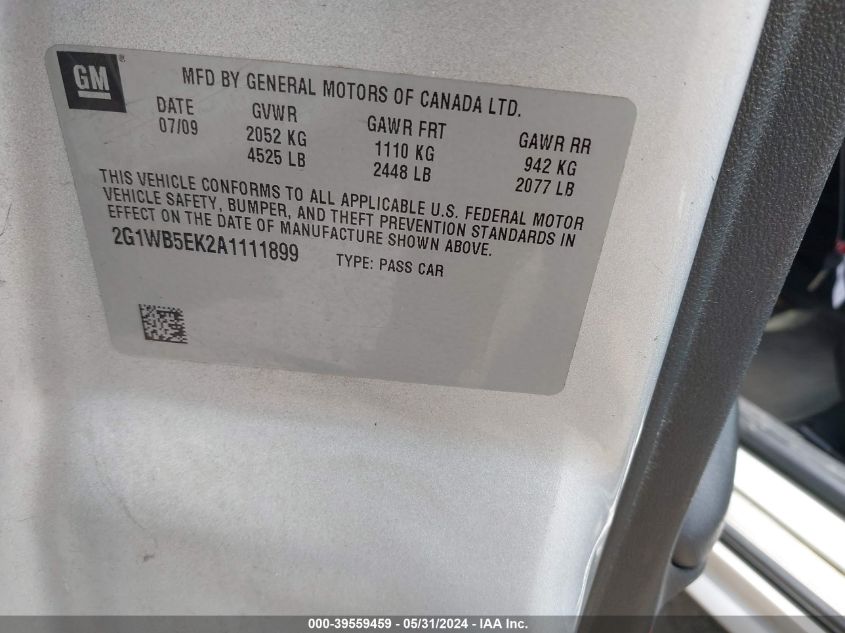 GM®
MFD BY GENERAL MOTORS OF CANADA LTD.
DATE GVWR GAWR FRT GAWR RR
07/09 2052 KG 1110 KG 942 KG
4525 LB 2448 LB 2077 LB
THIS VEHICLE CONFORMS TO ALL APPLICABLE U.S. FEDERAL MOTOR
VEHICLE SAFETY, BUMPER, AND THEFT PREVENTION STANDARDS IN
EFFECT ON THE DATE OF MANUFACTURE SHOWN ABOVE.
2G1WB5EK2A1111899 TYPE: PASS CAR
000-39559459 - 05/31/2024 - IAA Inc.